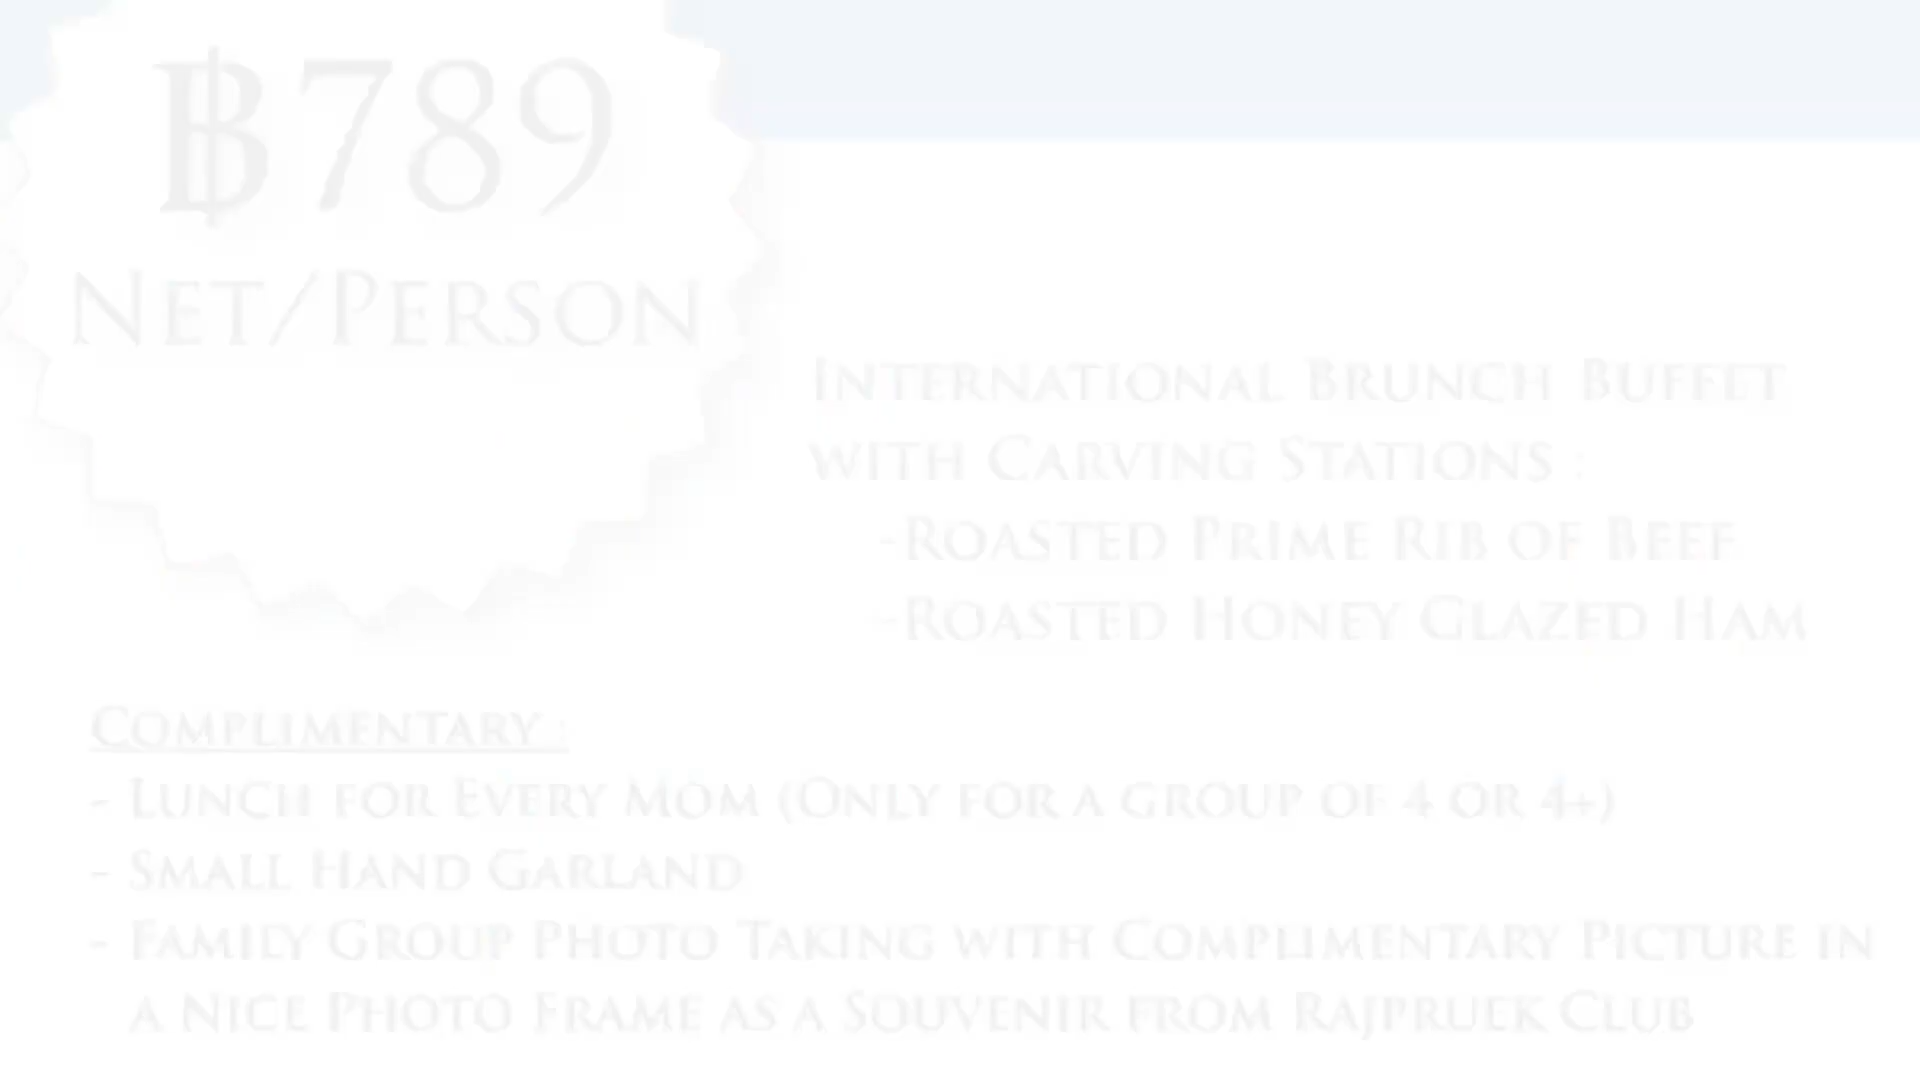 ฿789
Net/Person
International Brunch Buffet
with Carving Stations :
-Roasted Prime Rib of Beef
-Roasted Honey Glazed Ham
Complimentary :
- Lunch for Every Mom (Only for a group of 4 or 4+)
- Small Hand Garland
- Family Group Photo Taking with Complimentary Picture in
a Nice Photo Frame as a Souvenir from Rajpruek Club